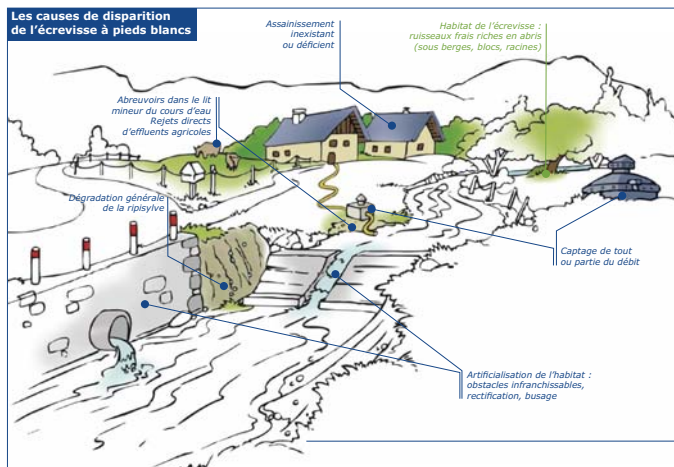 Les causes de disparition
de l'écrevisse à pieds blancs
Assainissement
inexistant
ou déficient
Habitat de l'écrevisse :
ruisseaux frais riches en abris
(sous berges, blocs, racines)
Abreuvoirs dans le lit
mineur du cours d'eau
Rejets directs
d'effluents agricoles
Dégradation générale
de la ripisylve
Captage de tout
ou partie du débit
Artificialisation de l'habitat :
obstacles infranchissables,
rectification, busage